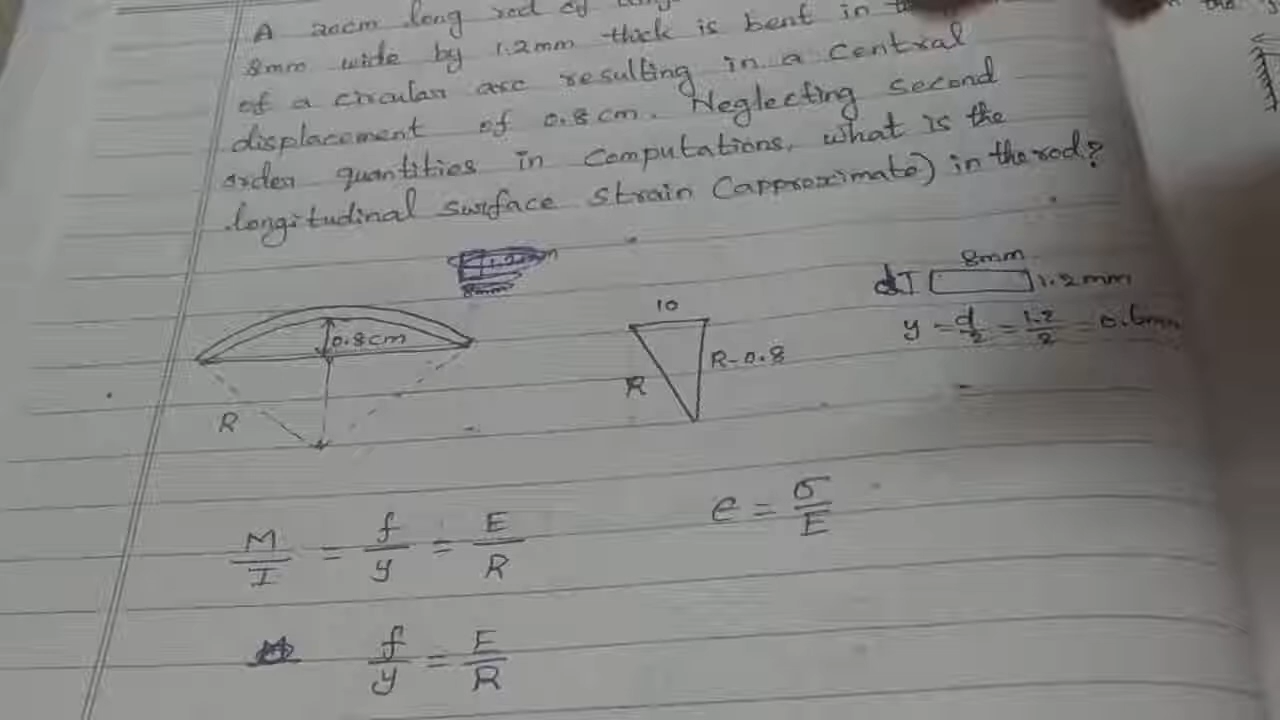 A 20cm long rod of
8mm wide by 1.2mm thick is bent in
of a circular arc resulting in a central
displacement of 0.8cm. Neglecting second
order quantities in computations, what is the
longitudinal surface strain (approximate) in the rod?
8mm
1.2mm
y = d/2 = 1.2/2 = 0.6mm
0.8cm
R
10
R
R-0.8
M/I = f/y = E/R
e = σ/E
f/y = E/R